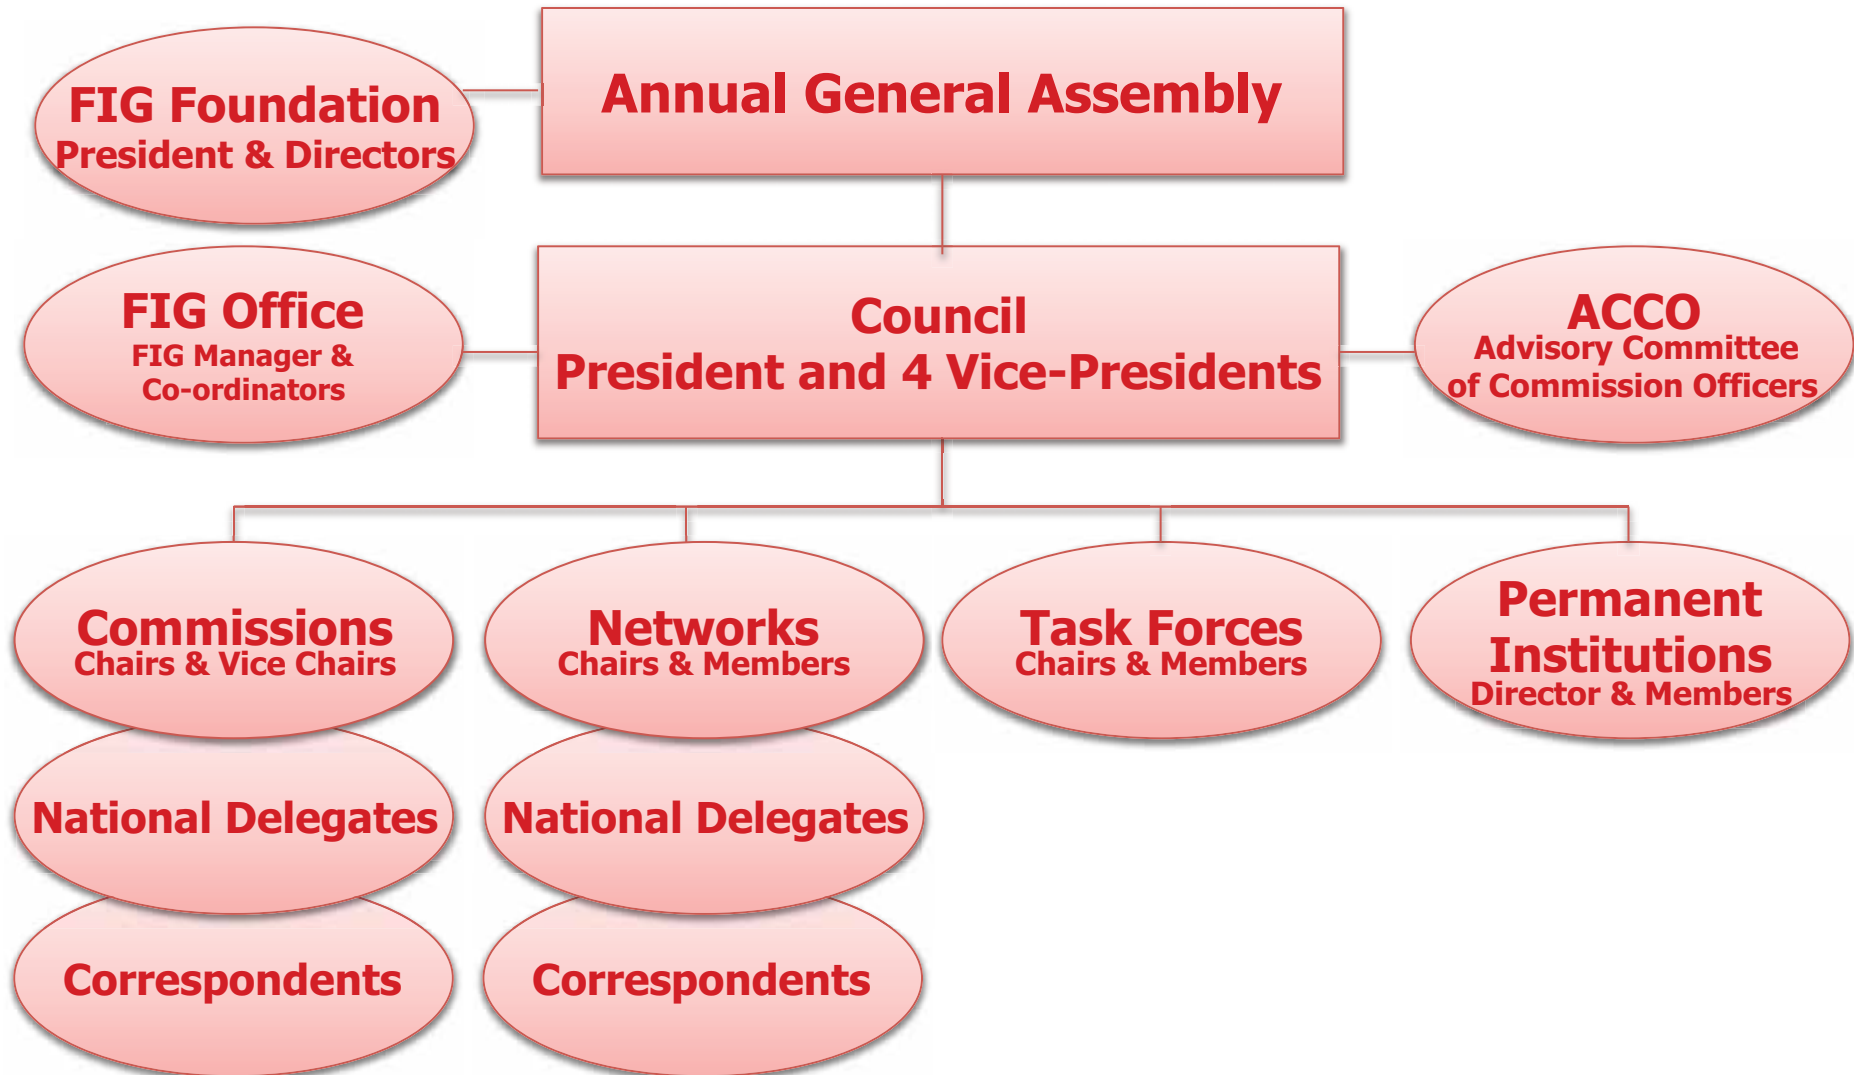 FIG Foundation
President & Directors
Annual General Assembly
FIG Office
FIG Manager &
Co-ordinators
Council
President and 4 Vice-Presidents
ACCO
Advisory Committee
of Commission Officers
Commissions
Chairs & Vice Chairs
Networks
Chairs & Members
Task Forces
Chairs & Members
Permanent
Institutions
Director & Members
National Delegates
National Delegates
Correspondents
Correspondents